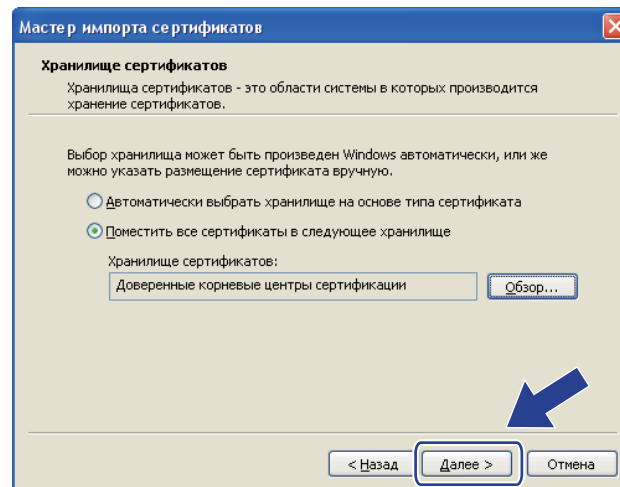 Мастер импорта сертификатов
Хранилище сертификатов
Хранилища сертификатов - это области системы в которых производится
хранение сертификатов.
Выбор хранилища может быть произведен Windows автоматически, или же
можно указать размещение сертификата вручную.
Автоматически выбрать хранилище на основе типа сертификата
Поместить все сертификаты в следующее хранилище
Хранилище сертификатов:
Доверенные корневые центры сертификации
Обзор...
< Назад
Далее >
Отмена